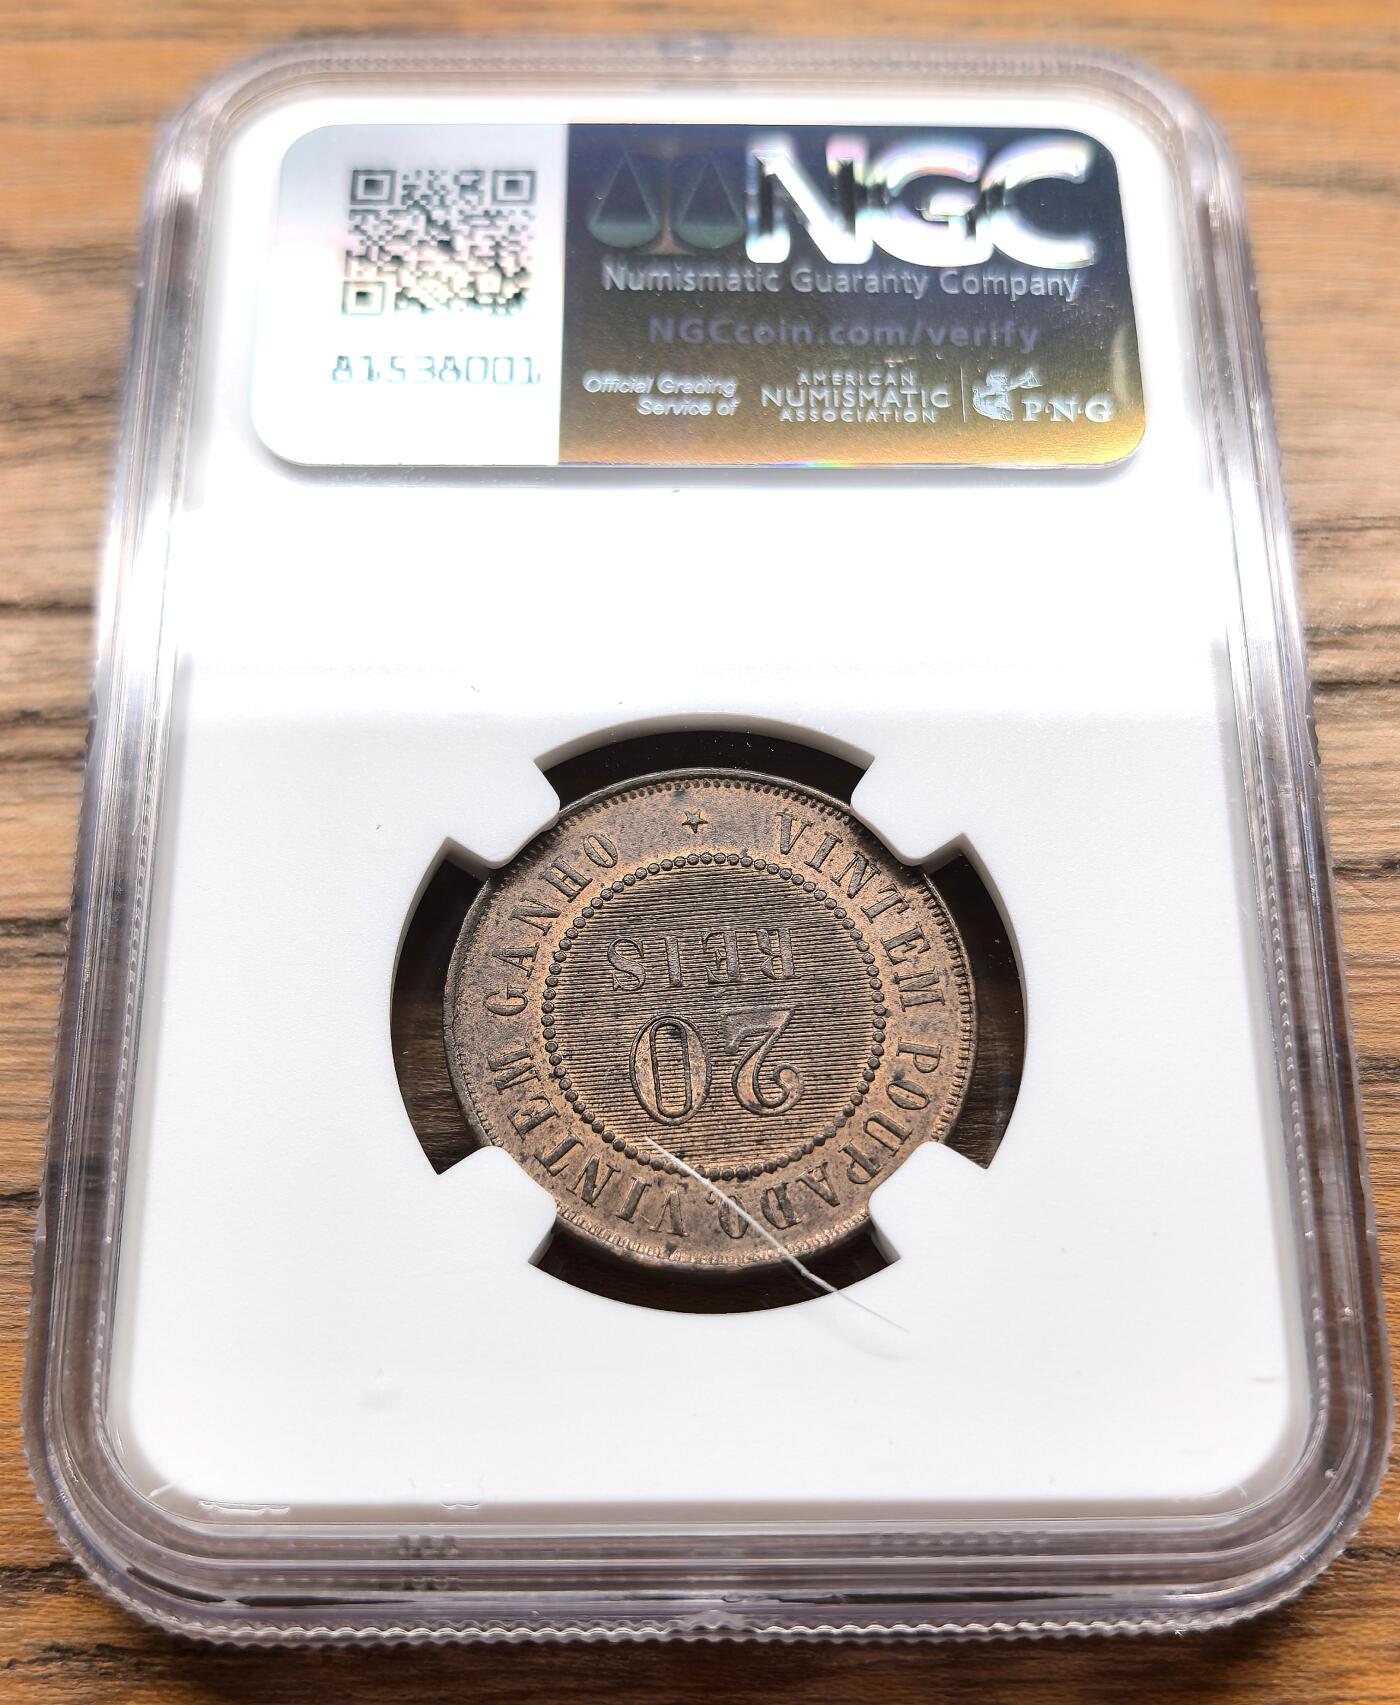 NGC
Numismatic Guaranty Company
NGCcoin.com/verify
81538001
Official Grading
Service of
AMERICAN
NUMISMATIC
ASSOCIATION
P·N·G
VINTEM POUPADO, VINTEM GANHO
20
REIS